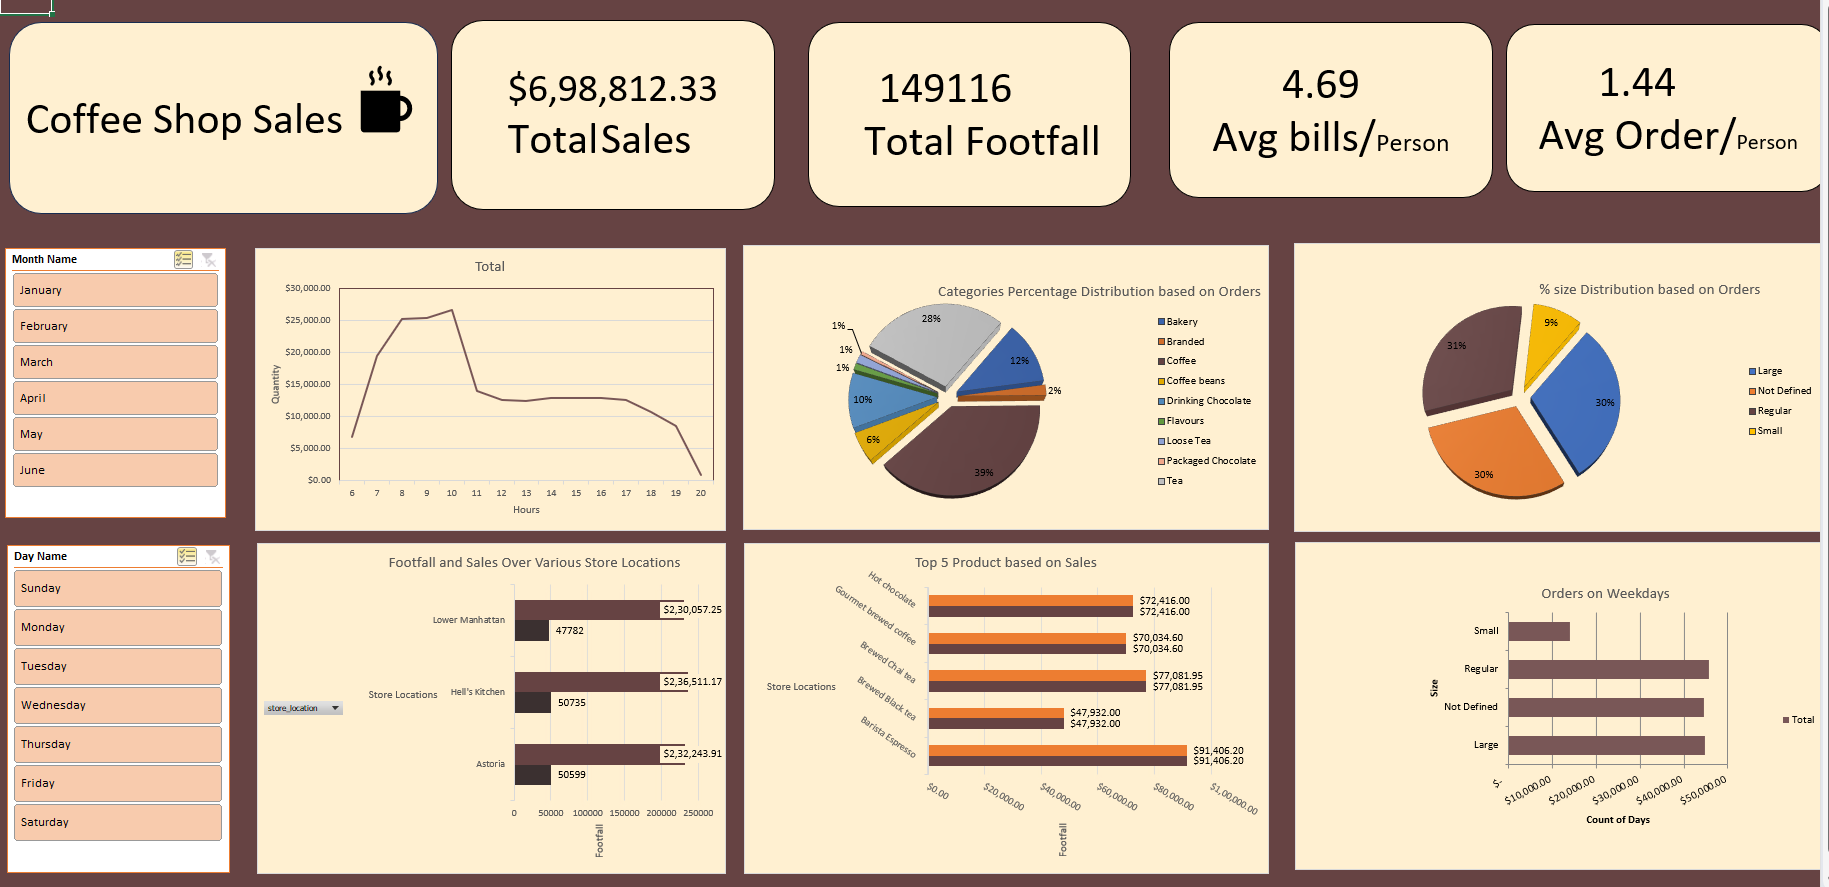 Coffee Shop Sales
$6,98,812.33
TotalSales
149116
Total Footfall
4.69
Avg bills/Person
1.44
Avg Order/Person
Month Name
January
February
March
April
May
June
Total
$30,000.00
$25,000.00
$20,000.00
$15,000.00
$10,000.00
$5,000.00
$0.00
Quantity
6 7 8 9 10 11 12 13 14 15 16 17 18 19 20
Hours
Categories Percentage Distribution based on Orders
28%
12%
2%
39%
6%
10%
1%
1%
1%
Bakery
Branded
Coffee
Coffee beans
Drinking Chocolate
Flavours
Loose Tea
Packaged Chocolate
Tea
% size Distribution based on Orders
9%
30%
30%
31%
Large
Not Defined
Regular
Small
Day Name
Sunday
Monday
Tuesday
Wednesday
Thursday
Friday
Saturday
Footfall and Sales Over Various Store Locations
store_location
Store Locations
Lower Manhattan
$2,30,057.25
47782
Hell's Kitchen
$2,36,511.17
50735
Astoria
$2,32,243.91
50599
0 50000 100000 150000 200000 250000
Footfall
Top 5 Product based on Sales
Store Locations
Hot chocolate
$72,416.00
$72,416.00
Gourmet brewed coffee
$70,034.60
$70,034.60
Brewed Chai tea
$77,081.95
$77,081.95
Brewed Black tea
$47,932.00
$47,932.00
Barista Espresso
$91,406.20
$91,406.20
$0.00 $20,000.00 $40,000.00 $60,000.00 $80,000.00 $1,00,000.00
Footfall
Orders on Weekdays
Size
Small
Regular
Not Defined
Large
Total
$- $10,000.00 $20,000.00 $30,000.00 $40,000.00 $50,000.00
Count of Days